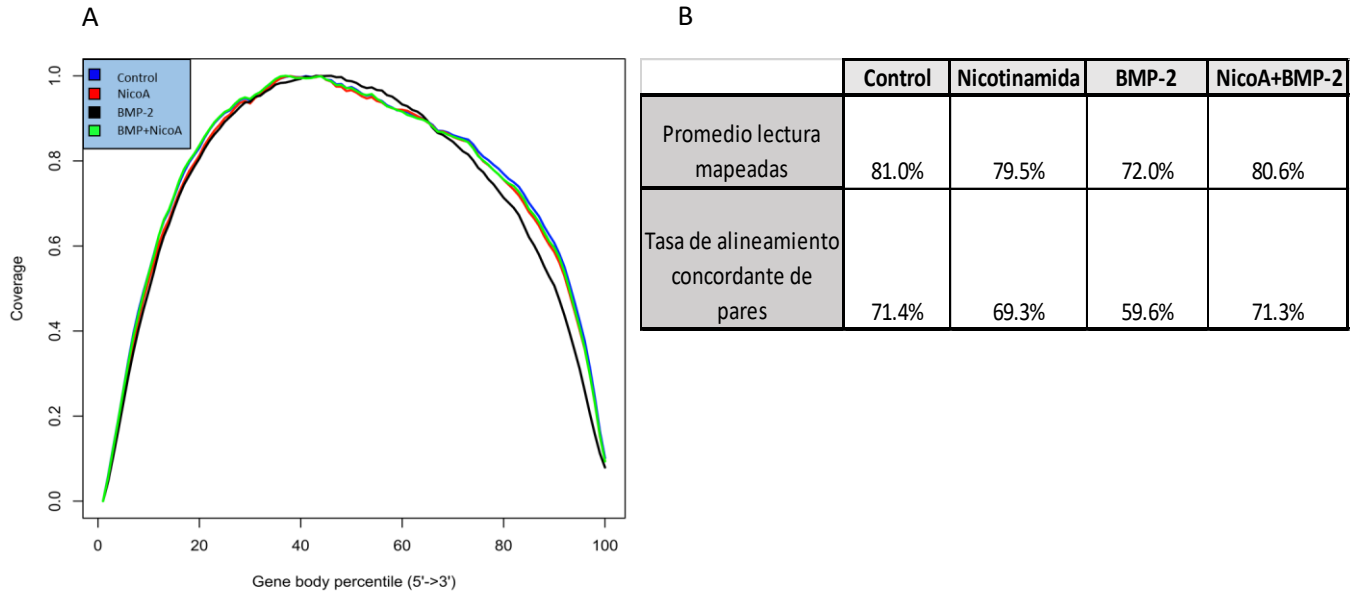 A
B
Control
NicoA
BMP-2
BMP+NicoA
1.0
0.8
0.6
0.4
0.2
0.0
Coverage
0 20 40 60 80 100
Gene body percentile (5'->3')
Control Nicotinamida BMP-2 NicoA+BMP-2
Promedio lectura
mapeadas
81.0% 79.5% 72.0% 80.6%
Tasa de alineamiento
concordante de
pares
71.4% 69.3% 59.6% 71.3%